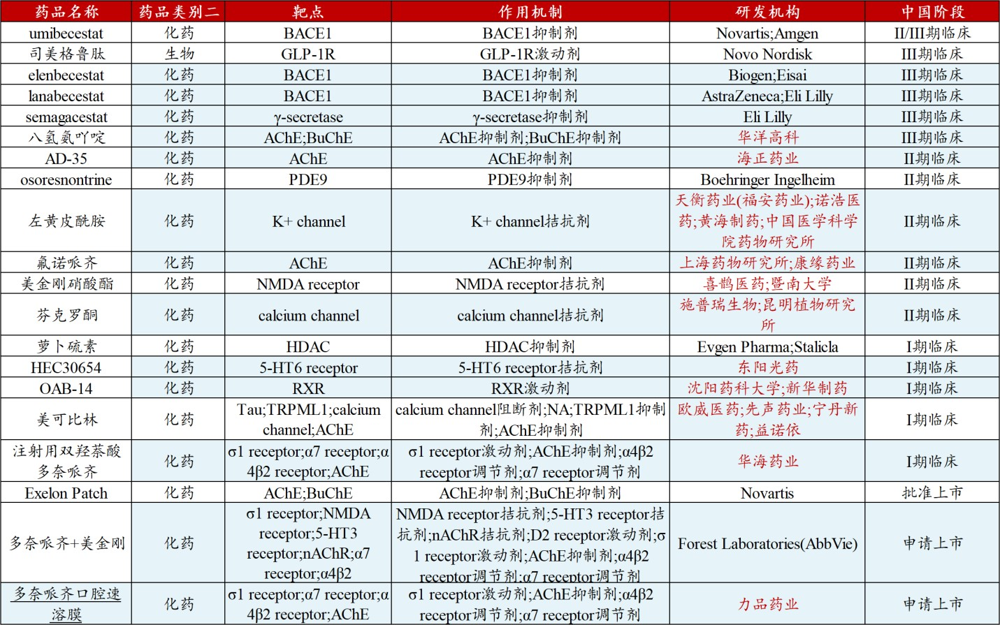 药品名称 药品类别二 靶点 作用机制 研发机构 中国阶段
umibecestat 化药 BACE1 BACE1抑制剂 Novartis;Amgen II/III期临床
司美格鲁肽 生物 GLP-1R GLP-1R激动剂 Novo Nordisk III期临床
elenbecestat 化药 BACE1 BACE1抑制剂 Biogen;Eisai III期临床
lanabecestat 化药 BACE1 BACE1抑制剂 AstraZeneca;Eli Lilly III期临床
semagacestat 化药 γ-secretase γ-secretase抑制剂 Eli Lilly III期临床
八氢氨吖啶 化药 AChE;BuChE AChE抑制剂;BuChE抑制剂 华洋高科 III期临床
AD-35 化药 AChE AChE抑制剂 海正药业 II期临床
osoresnontrine 化药 PDE9 PDE9抑制剂 Boehringer Ingelheim II期临床
左黄皮酰胺 化药 K+ channel K+ channel拮抗剂 天衡药业(福安药业);诺浩医
药;黄海制药;中国医学科学
院药物研究所 II期临床
氟诺哌齐 化药 AChE AChE抑制剂 上海药物研究所;康缘药业 II期临床
美金刚硝酸酯 化药 NMDA receptor NMDA receptor拮抗剂 喜鹊医药;暨南大学 II期临床
芬克罗酮 化药 calcium channel calcium channel拮抗剂 施普瑞生物;昆明植物研究
所 II期临床
萝卜硫素 化药 HDAC HDAC抑制剂 Evgen Pharma;Stalicla I期临床
HEC30654 化药 5-HT6 receptor 5-HT6 receptor拮抗剂 东阳光药 I期临床
OAB-14 化药 RXR RXR激动剂 沈阳药科大学;新华制药 I期临床
美可比林 化药 Tau;TRPML1;calcium
channel;AChE calcium channel阻断剂;NA;TRPML1抑制
剂;AChE抑制剂 欧威医药;先声药业;宁丹新
药;益诺依 I期临床
注射用双羟萘酸
多奈哌齐 化药 σ1 receptor;α7 receptor;α
4β2 receptor;AChE σ1 receptor激动剂;AChE抑制剂;α4β2
receptor调节剂;α7 receptor调节剂 华海药业 I期临床
Exelon Patch 化药 AChE;BuChE AChE抑制剂;BuChE抑制剂 Novartis 批准上市
多奈哌齐+美金刚 化药 σ1 receptor;NMDA
receptor;5-HT3
receptor;nAChR;α7
receptor;α4β2 NMDA receptor拮抗剂;5-HT3 receptor拮
抗剂;nAChR拮抗剂;D2 receptor激动剂;σ
1 receptor激动剂;AChE抑制剂;α4β2
receptor调节剂;α7 receptor调节剂 Forest Laboratories(AbbVie) 申请上市
多奈哌齐口腔速
溶膜 化药 σ1 receptor;α7 receptor;α
4β2 receptor;AChE σ1 receptor激动剂;AChE抑制剂;α4β2
receptor调节剂;α7 receptor调节剂 力品药业 申请上市